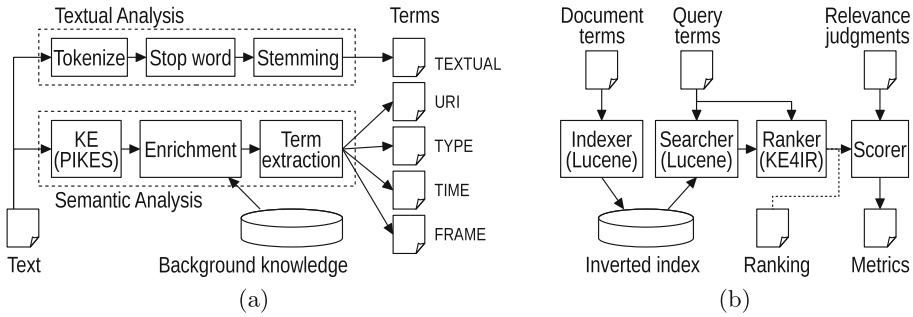 Textual Analysis
Terms
Tokenize
Stop word
Stemming
TEXTUAL
URI
KE
(PIKES)
Enrichment
Term
extraction
TYPE
TIME
Semantic Analysis
FRAME
Text
Background knowledge
(a)
Document
terms
Query
terms
Relevance
judgments
Indexer
(Lucene)
Searcher
(Lucene)
Ranker
(KE4IR)
Scorer
Inverted index
Ranking
Metrics
(b)